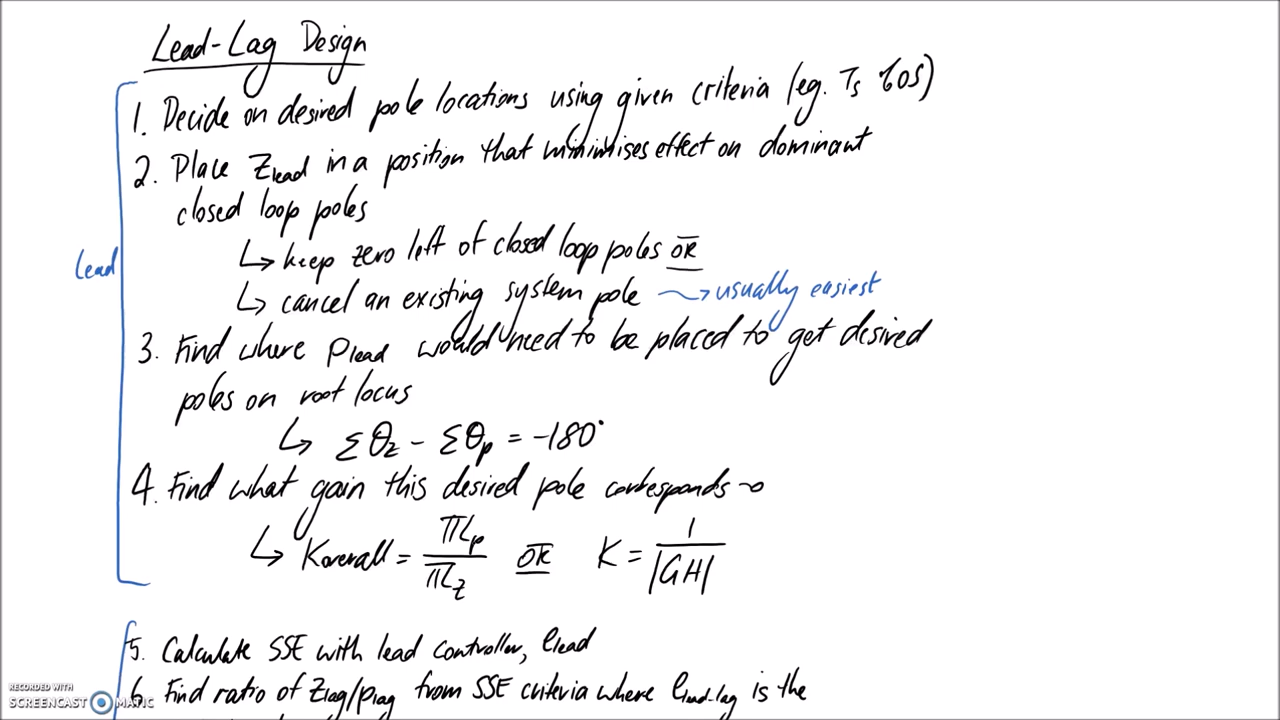 Lead-Lag Design
1. Decide on desired pole locations using given criteria (eg. Ts %OS)
2. Place Zlead in a position that minimises effect on dominant
closed loop poles
↳ keep zero left of closed loop poles OR
↳ cancel an existing system pole → usually easiest
lead
3. Find where Plead would need to be placed to get desired
poles on root locus
↳ Σθz - Σθp = -180°
4. Find what gain this desired pole corresponds to
↳ Koverall = πLp / πLz OR K = 1 / |GH|
5. Calculate SSE with lead controller, elead
6. Find ratio of Zlag/Plag from SSE criteria where elead-lag is the
RECORDED WITH
SCREENCAST MATIC